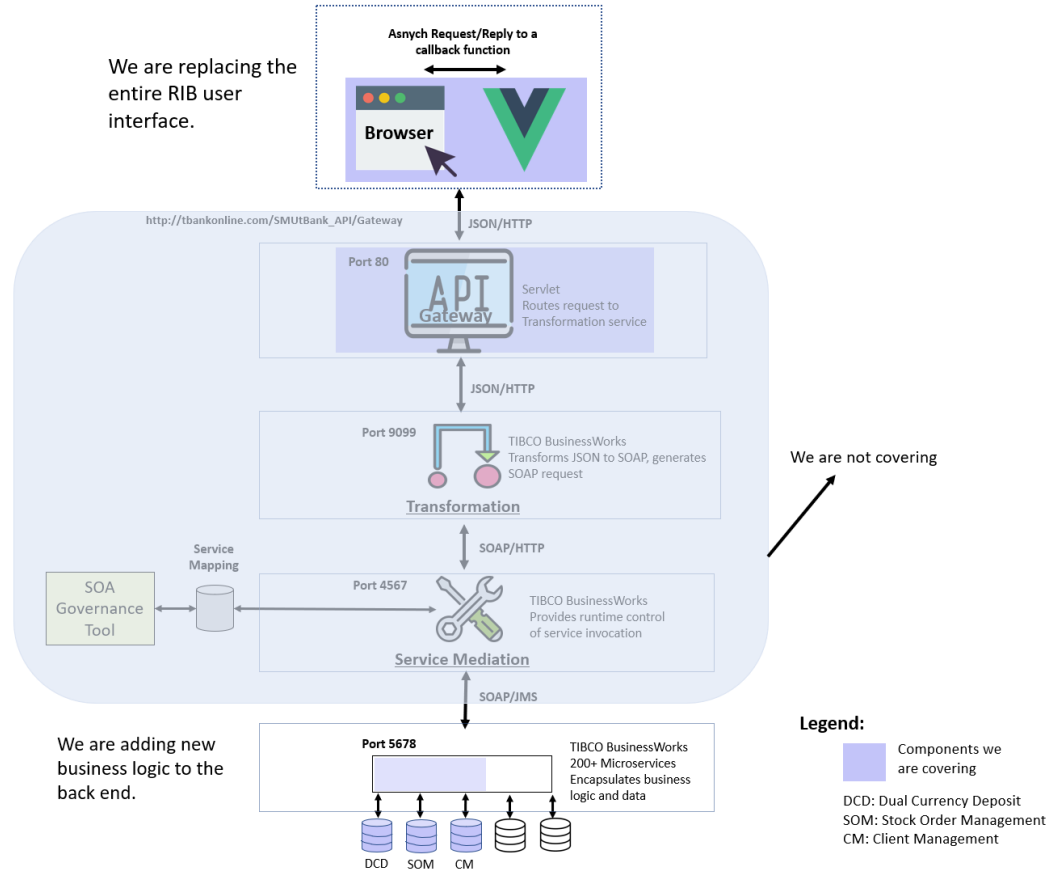 Asnych Request/Reply to a
callback function
We are replacing the
entire RIB user
interface.
Browser
http://tbankonline.com/SMUtBank_API/Gateway
JSON/HTTP
Port 80
API
Gateway
Servlet
Routes request to
Transformation service
JSON/HTTP
Port 9099
TIBCO BusinessWorks
Transforms JSON to SOAP, generates
SOAP request
Transformation
We are not covering
SOAP/HTTP
Service
Mapping
Port 4567
SOA
Governance
Tool
TIBCO BusinessWorks
Provides runtime control
of service invocation
Service Mediation
SOAP/JMS
We are adding new
business logic to the
back end.
Port 5678
TIBCO BusinessWorks
200+ Microservices
Encapsulates business
logic and data
DCD
SOM
CM
Legend:
Components we
are covering
DCD: Dual Currency Deposit
SOM: Stock Order Management
CM: Client Management